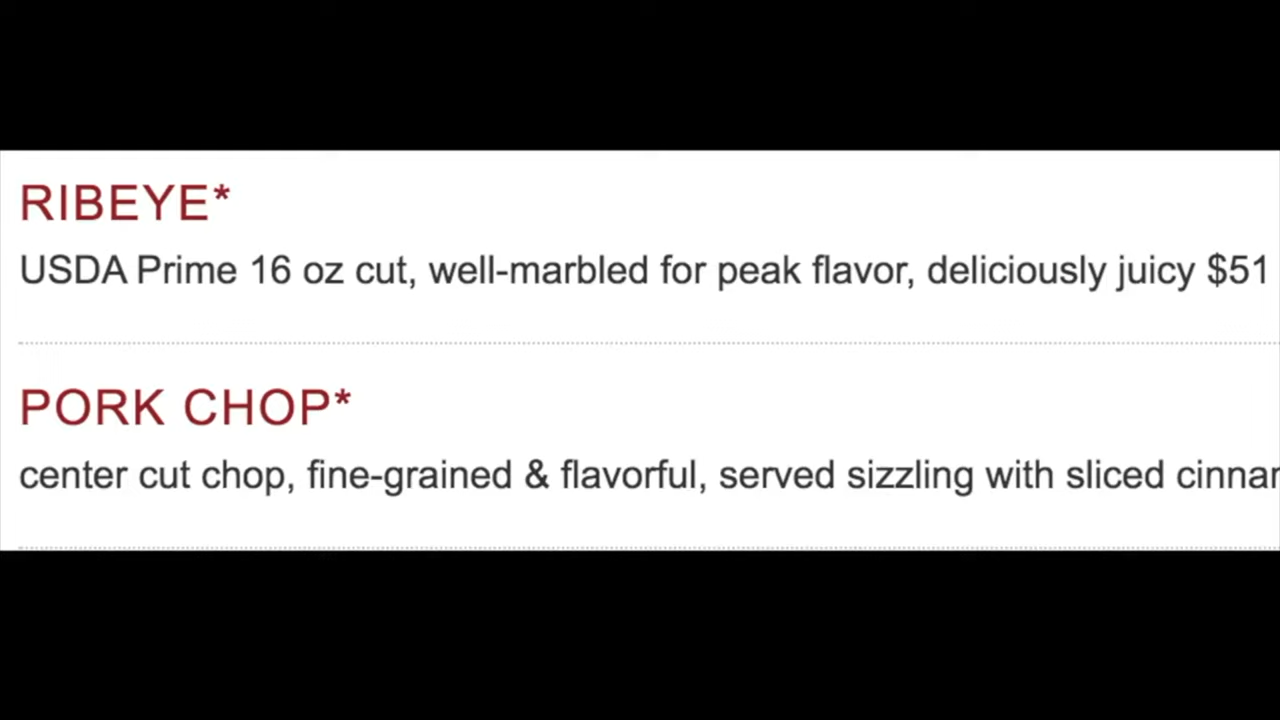 RIBEYE*
USDA Prime 16 oz cut, well-marbled for peak flavor, deliciously juicy $51
PORK CHOP*
center cut chop, fine-grained & flavorful, served sizzling with sliced